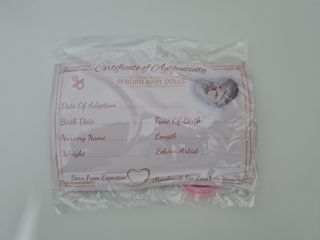 Certificate of Authenticity
REBORN BABY DOLLS
Date Of Adoption
Birth Date Time Of Birth
Nursery Name Length
Weight Reborn Artist
Born From Expertise Handmade For Love!